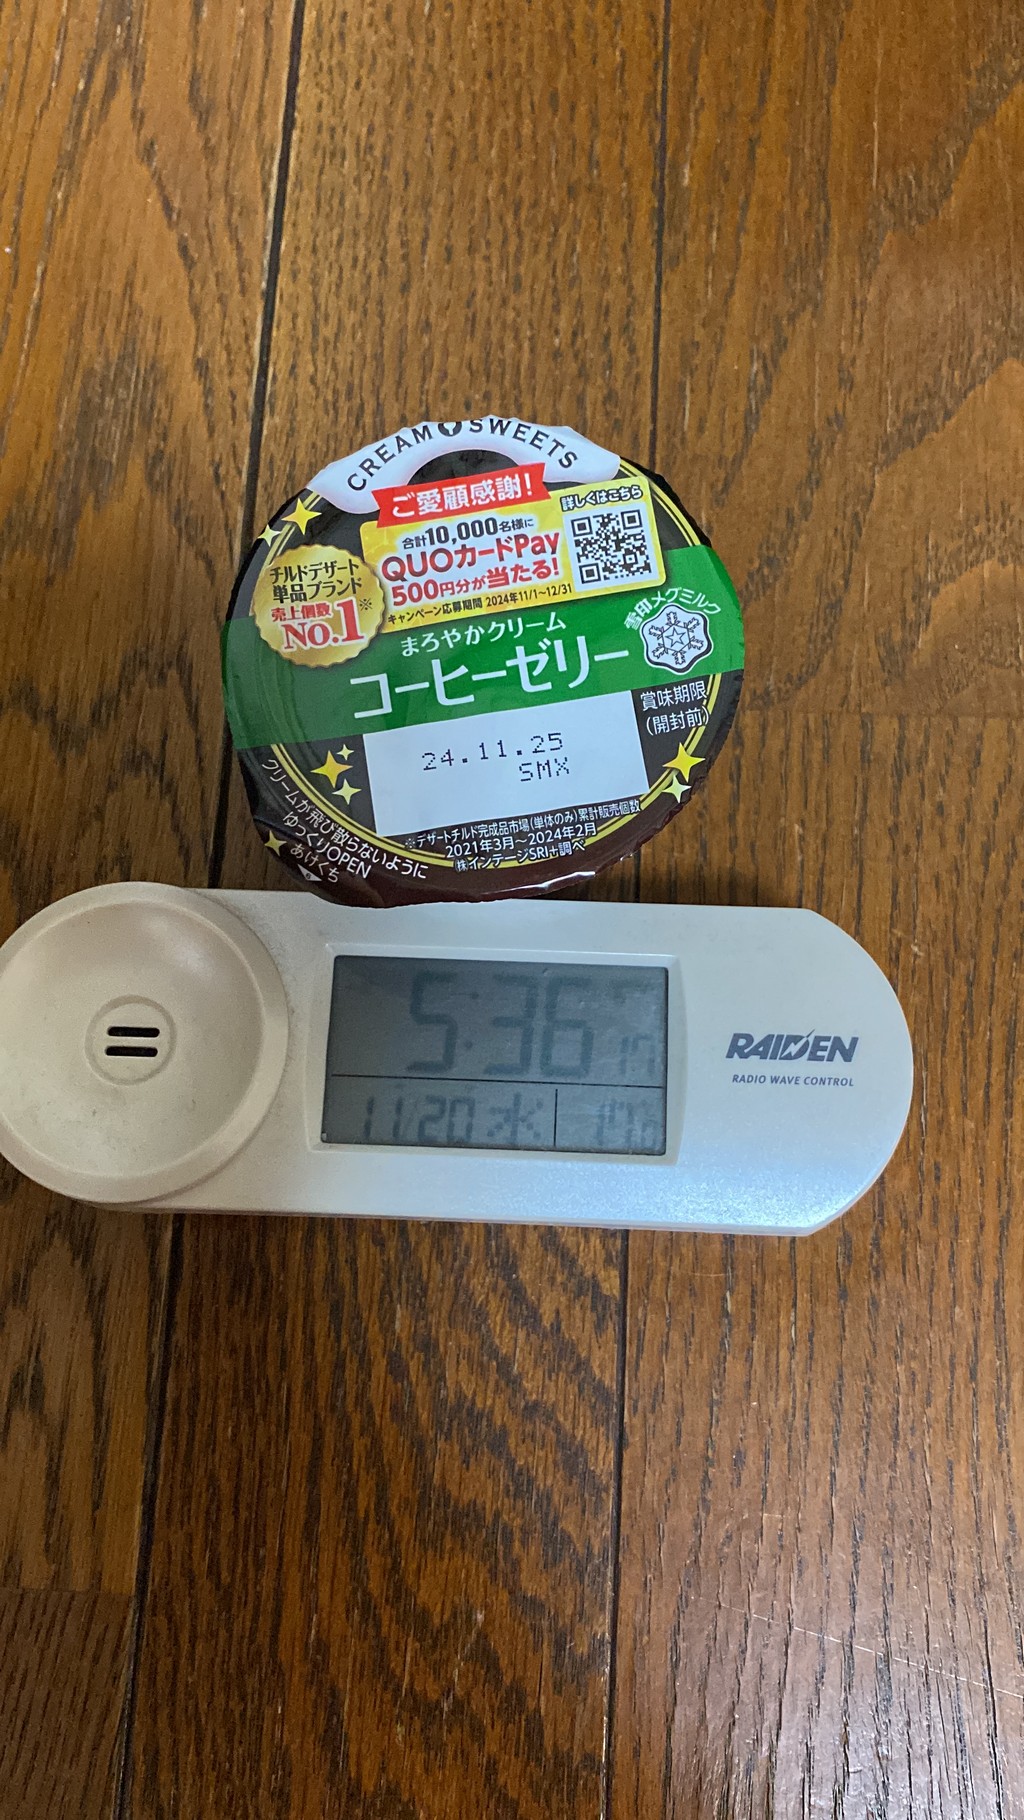 CREAM SWEETS
ご愛顧感謝!
詳しくはこちら
合計10,000名様に
QUOカードPay
500円分が当たる!
キャンペーン応募期間 2024年11/1~12/31
チルドデザート
単品ブランド
売上個数
No.1※
雪印メグミルク
まろやかクリーム
コーヒーゼリー
賞味期限
(開封前)
24.11.25
SMX
※デザートチルド完成品市場(単体のみ)累計販売個数
2021年3月~2024年2月
(株)インテージSRI+調べ
クリームが飛び散らないように
ゆっくりOPEN
あけくち
5:36
11/20 水
RAIDEN
RADIO WAVE CONTROL